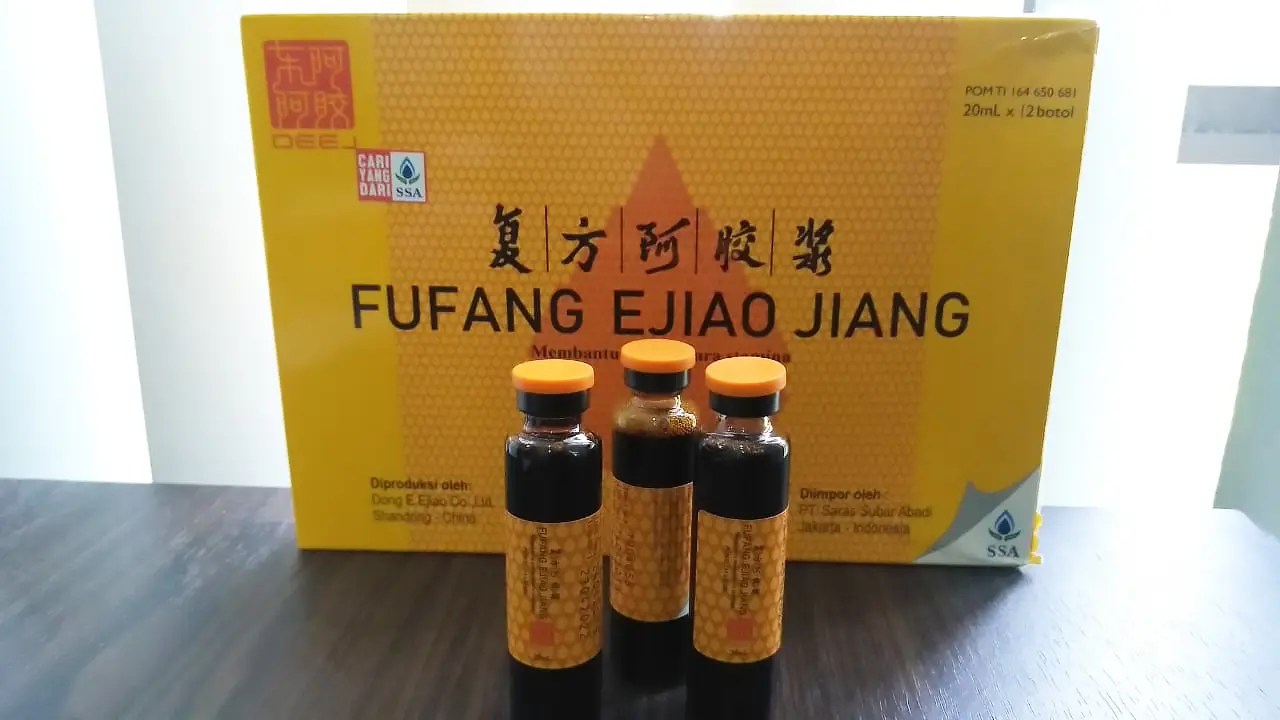 东阿
阿胶
DEEJ
CARI
YANG
DARI
SSA
POM TI 164 650 681
20mL x 12 botol
复方阿胶浆
FUFANG EJIAO JIANG
Membantu
Diproduksi oleh:
Dong E Ejiao Co.,Ltd.
Shandong - China
Diimpor oleh :
PT Saras Subur Abadi
Jakarta - Indonesia
SSA
FUFANG EJIAO JIANG
FUFANG EJIAO JIANG